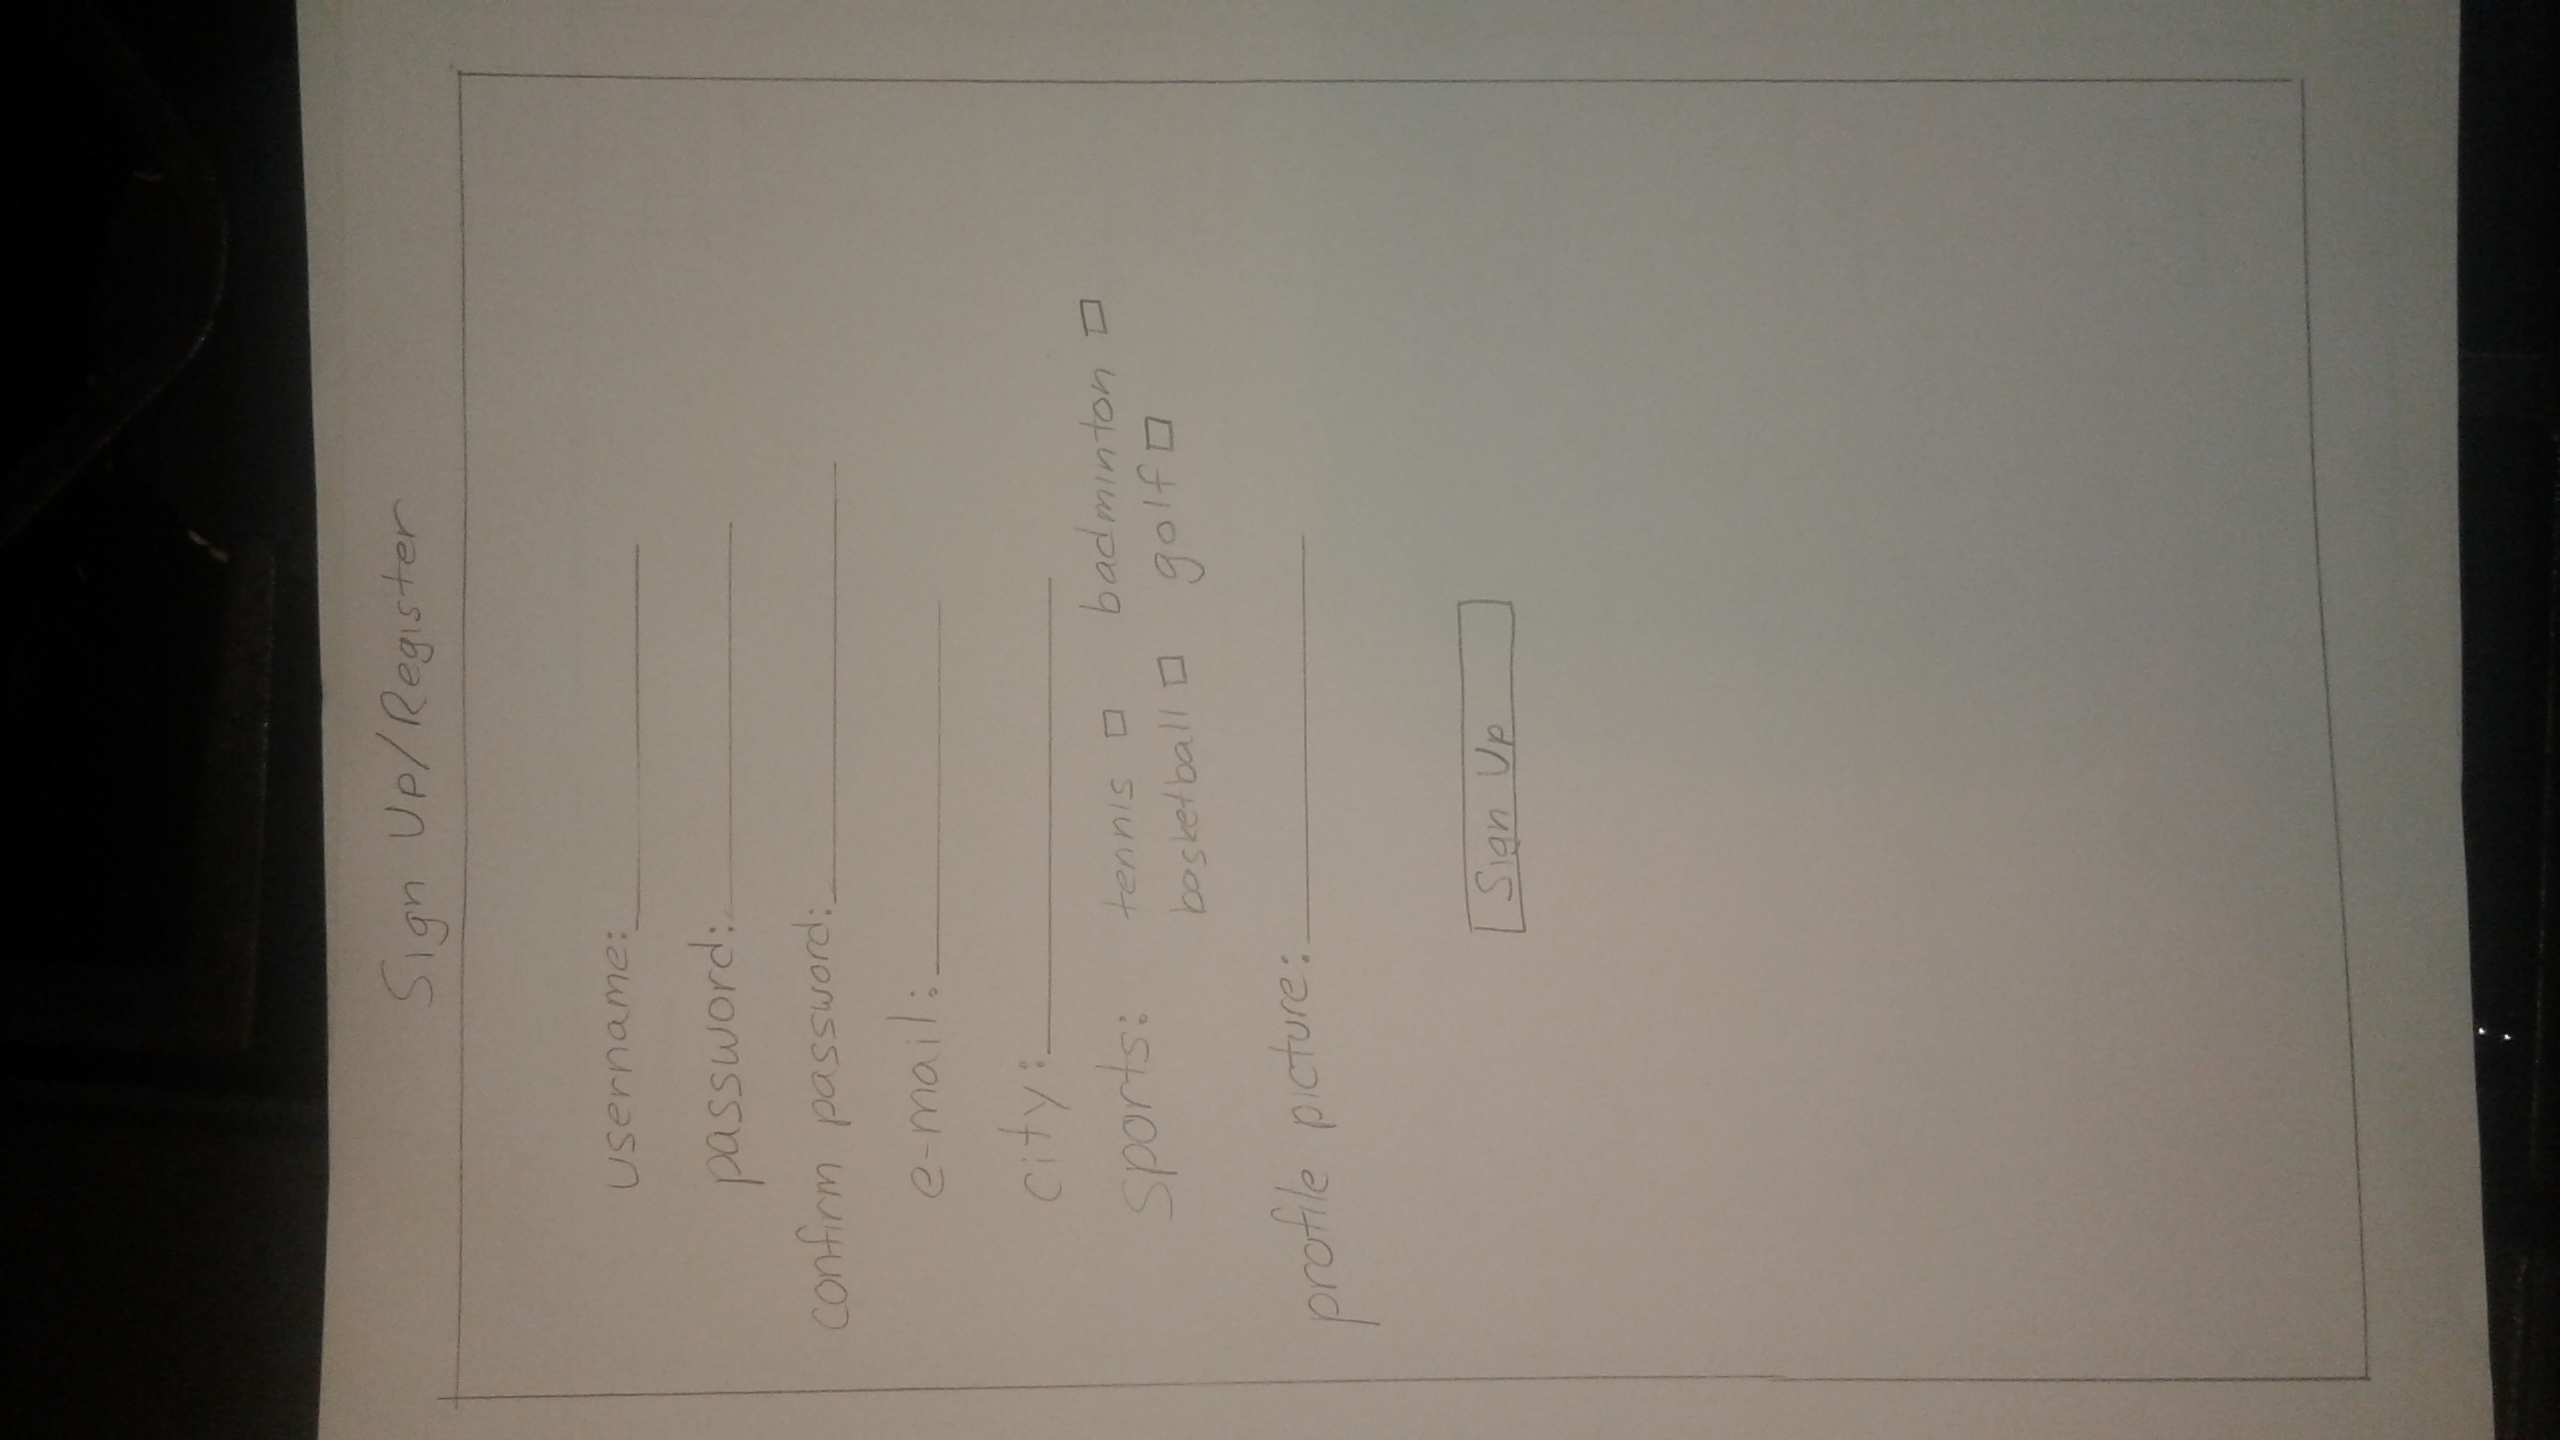 Sign Up/Register
username:
password:
confirm password:
e-mail:
city:
sports: tennis badminton
basketball golf
profile picture:
Sign Up